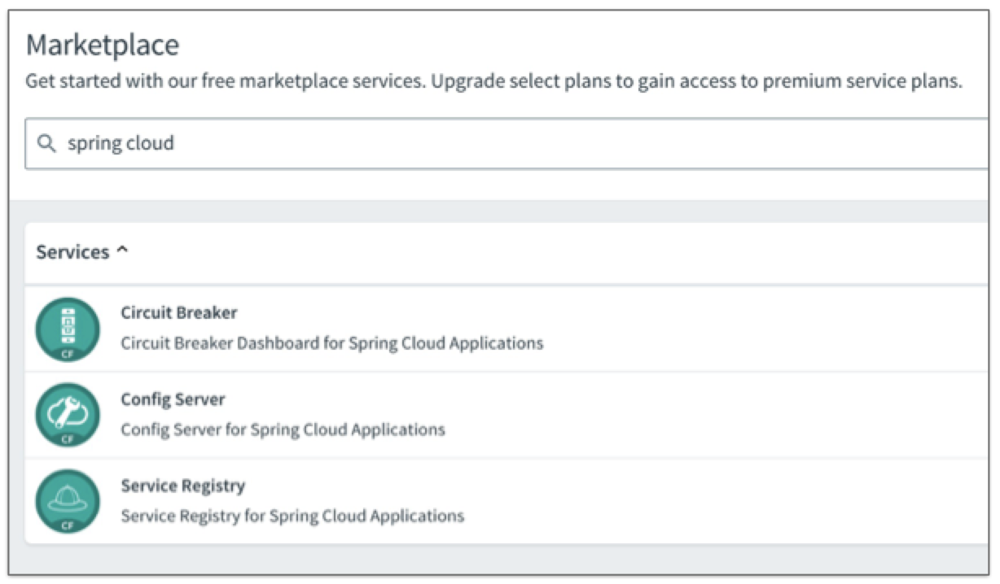 Marketplace
Get started with our free marketplace services. Upgrade select plans to gain access to premium service plans.
spring cloud
Services
Circuit Breaker
Circuit Breaker Dashboard for Spring Cloud Applications
CF
Config Server
Config Server for Spring Cloud Applications
CF
Service Registry
Service Registry for Spring Cloud Applications
CF